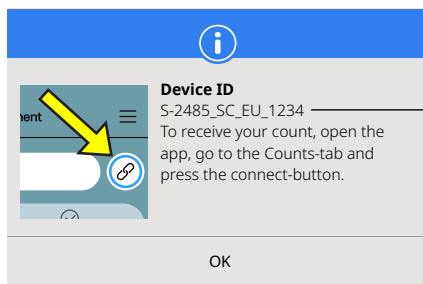 Device ID
S-2485_SC_EU_1234
To receive your count, open the
app, go to the Counts-tab and
press the connect-button.
OK